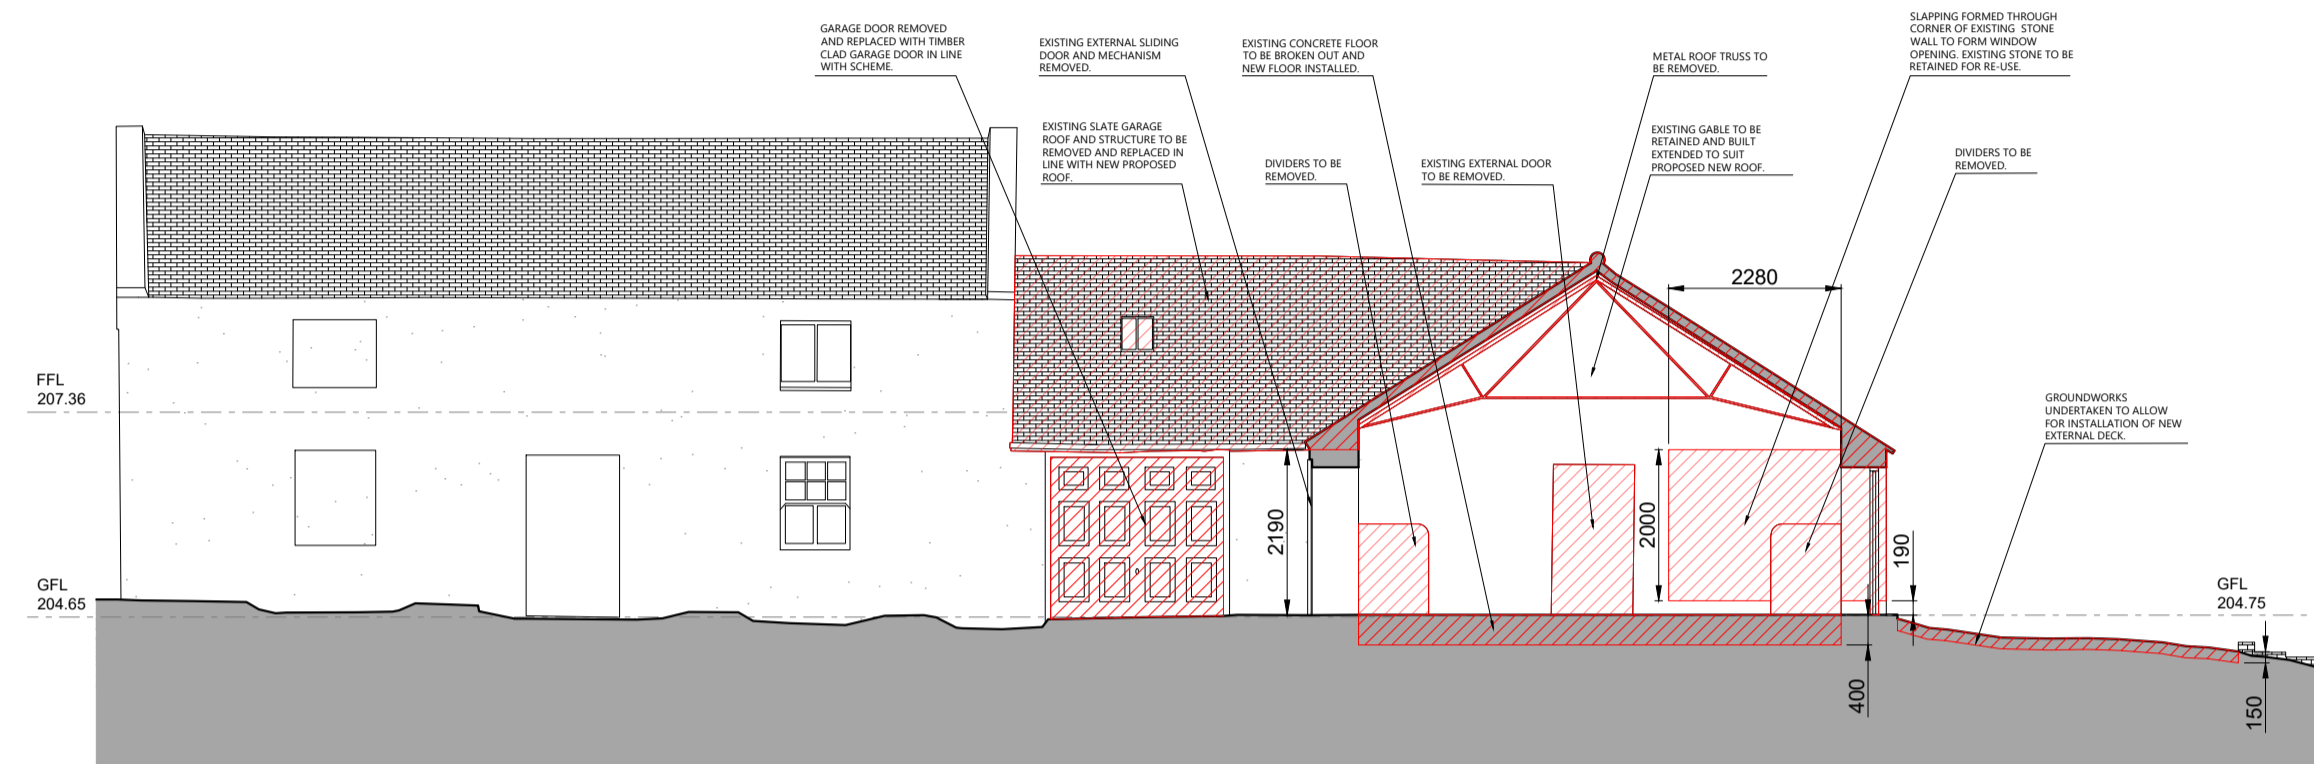 GARAGE DOOR REMOVED
AND REPLACED WITH TIMBER
CLAD GARAGE DOOR IN LINE
WITH SCHEME.
EXISTING EXTERNAL SLIDING
DOOR AND MECHANISM
REMOVED.
EXISTING CONCRETE FLOOR
TO BE BROKEN OUT AND
NEW FLOOR INSTALLED.
METAL ROOF TRUSS TO
BE REMOVED.
SLAPPING FORMED THROUGH
CORNER OF EXISTING STONE
WALL TO FORM WINDOW
OPENING. EXISTING STONE TO BE
RETAINED FOR RE-USE.
EXISTING SLATE GARAGE
ROOF AND STRUCTURE TO BE
REMOVED AND REPLACED IN
LINE WITH NEW PROPOSED
ROOF.
DIVIDERS TO BE
REMOVED.
EXISTING EXTERNAL DOOR
TO BE REMOVED.
EXISTING GABLE TO BE
RETAINED AND BUILT
EXTENDED TO SUIT
PROPOSED NEW ROOF.
DIVIDERS TO BE
REMOVED.
2280
FFL
207.36
GROUNDWORKS
UNDERTAKEN TO ALLOW
FOR INSTALLATION OF NEW
EXTERNAL DECK.
2190
2000
190
GFL
204.65
GFL
204.75
400
150